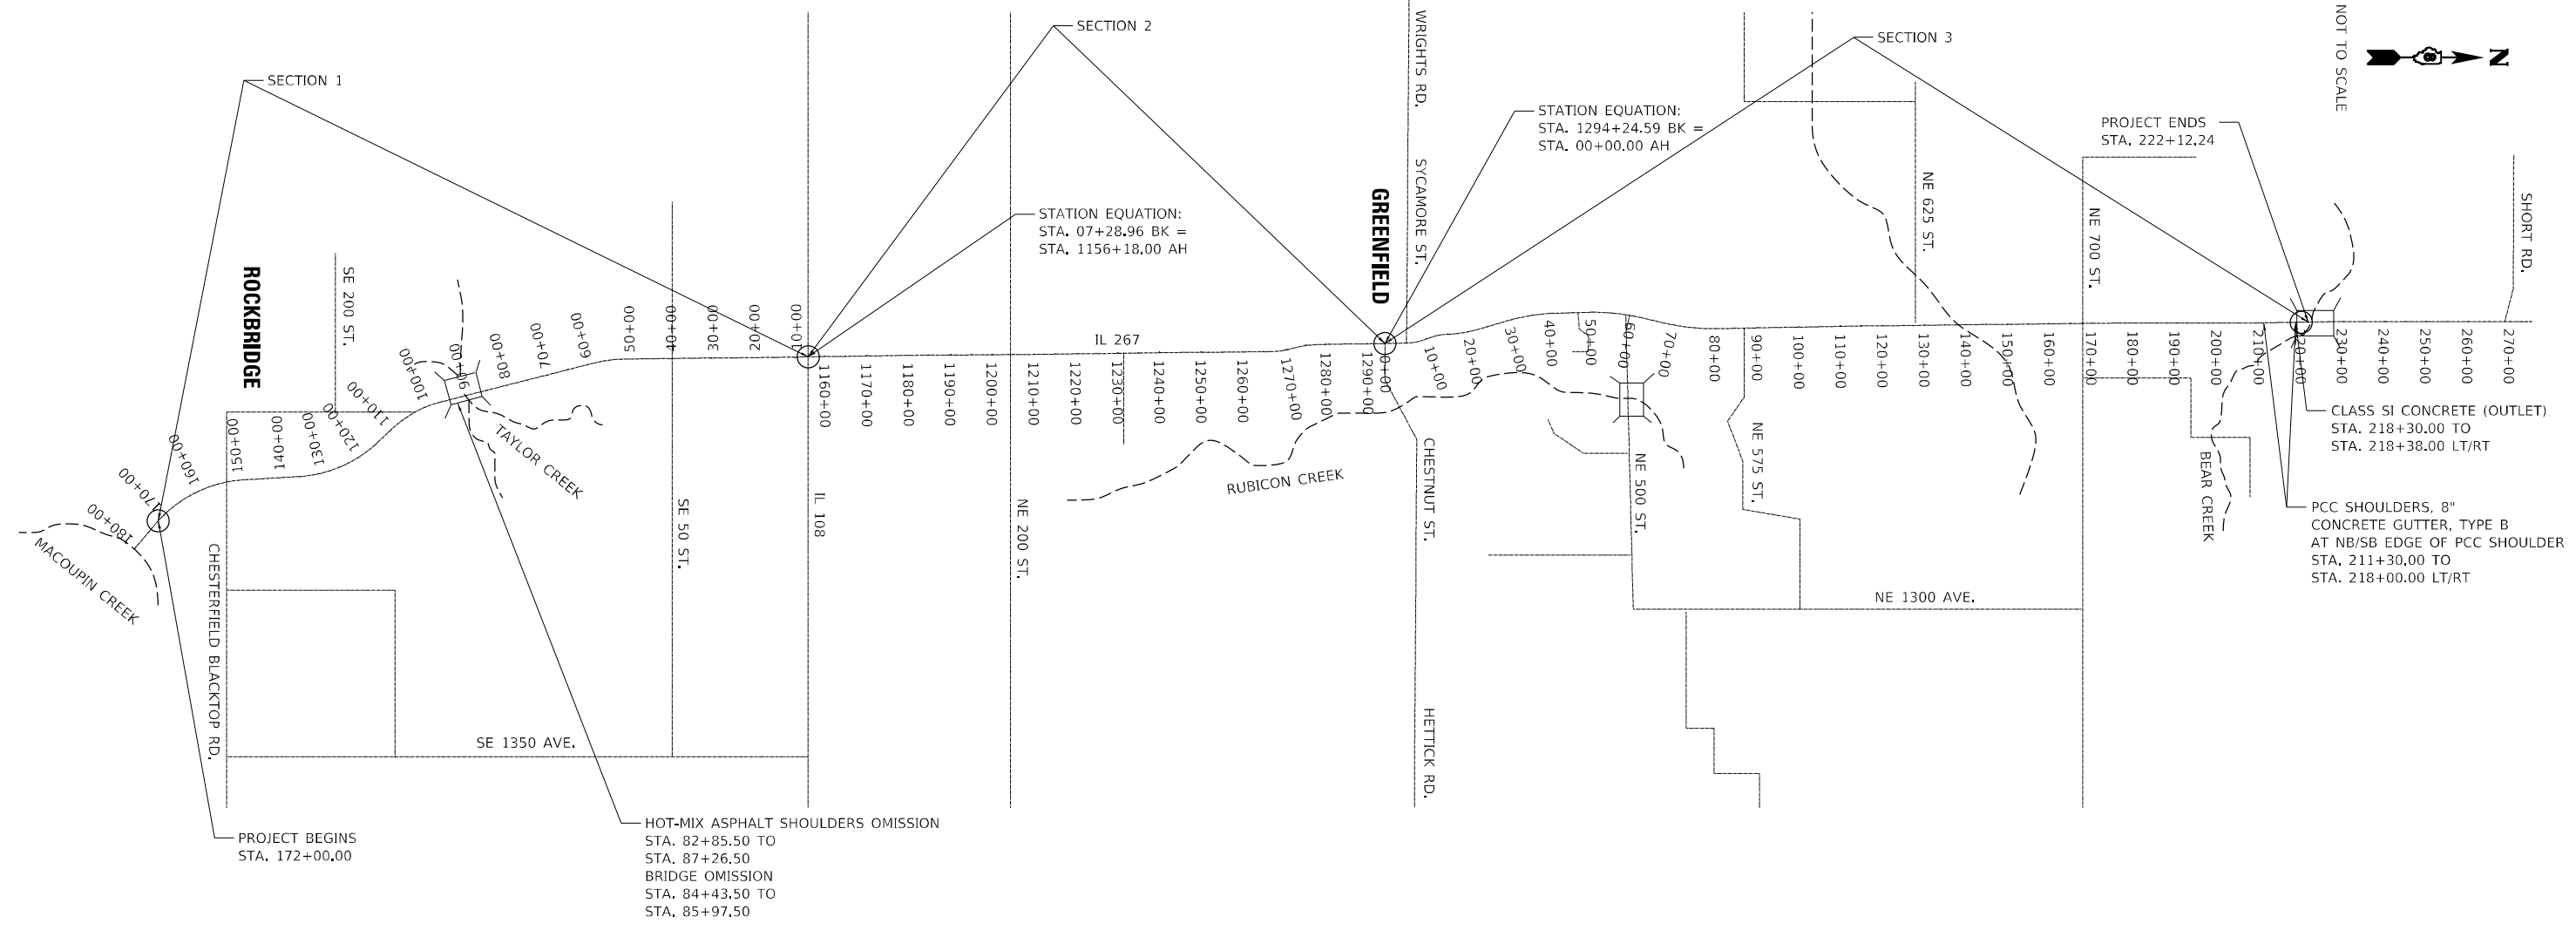 SECTION 1
SECTION 2
SECTION 3
NOT TO SCALE
N
WRIGHTS RD.
SYCAMORE ST.
STATION EQUATION:
STA. 1294+24.59 BK =
STA. 00+00.00 AH
PROJECT ENDS
STA. 222+12.24
STATION EQUATION:
STA. 07+28.96 BK =
STA. 1156+18.00 AH
ROCKBRIDGE
GREENFIELD
SE 200 ST.
NE 625 ST.
NE 700 ST.
SHORT RD.
IL 267
180+00
170+00
160+00
150+00
140+00
130+00
120+00
110+00
100+00
90+00
80+00
70+00
60+00
50+00
40+00
30+00
20+00
10+00
1160+00
1170+00
1180+00
1190+00
1200+00
1210+00
1220+00
1230+00
1240+00
1250+00
1260+00
1270+00
1280+00
1290+00
00+00
10+00
20+00
30+00
40+00
50+00
60+00
70+00
80+00
90+00
100+00
110+00
120+00
130+00
140+00
150+00
160+00
170+00
180+00
190+00
200+00
210+00
220+00
230+00
240+00
250+00
260+00
270+00
MACOUPIN CREEK
TAYLOR CREEK
RUBICON CREEK
BEAR CREEK
CHESTERFIELD BLACKTOP RD.
SE 50 ST.
IL 108
NE 200 ST.
CHESTNUT ST.
HETTICK RD.
NE 500 ST.
NE 575 ST.
NE 1300 AVE.
SE 1350 AVE.
CLASS SI CONCRETE (OUTLET)
STA. 218+30.00 TO
STA. 218+38.00 LT/RT
PCC SHOULDERS, 8"
CONCRETE GUTTER, TYPE B
AT NB/SB EDGE OF PCC SHOULDER
STA. 211+30.00 TO
STA. 218+00.00 LT/RT
PROJECT BEGINS
STA. 172+00.00
HOT-MIX ASPHALT SHOULDERS OMISSION
STA. 82+85.50 TO
STA. 87+26.50
BRIDGE OMISSION
STA. 84+43.50 TO
STA. 85+97.50